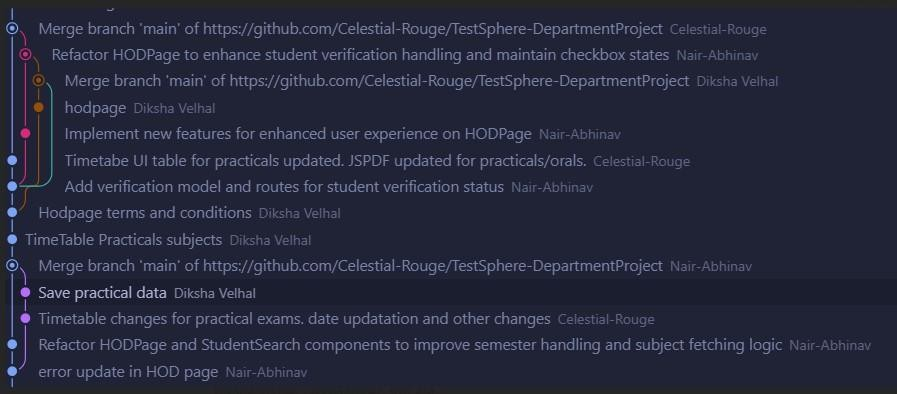 Merge branch 'main' of https://github.com/Celestial-Rouge/TestSphere-DepartmentProject Celestial-Rouge
Refactor HODPage to enhance student verification handling and maintain checkbox states Nair-Abhinav
Merge branch 'main' of https://github.com/Celestial-Rouge/TestSphere-DepartmentProject Diksha Velhal
hodpage Diksha Velhal
Implement new features for enhanced user experience on HODPage Nair-Abhinav
Timetabe UI table for practicals updated. JSPDF updated for practicals/orals. Celestial-Rouge
Add verification model and routes for student verification status Nair-Abhinav
Hodpage terms and conditions Diksha Velhal
TimeTable Practicals subjects Diksha Velhal
Merge branch 'main' of https://github.com/Celestial-Rouge/TestSphere-DepartmentProject Nair-Abhinav
Save practical data Diksha Velhal
Timetable changes for practical exams. date updatation and other changes Celestial-Rouge
Refactor HODPage and StudentSearch components to improve semester handling and subject fetching logic Nair-Abhinav
error update in HOD page Nair-Abhinav